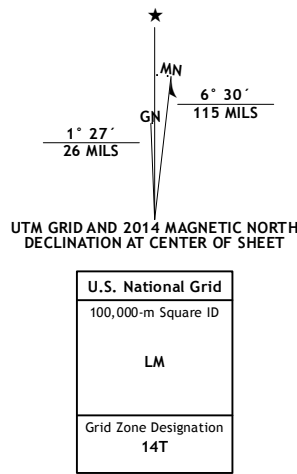 ★
MN
GN
6° 30´
115 MILS
1° 27´
26 MILS
UTM GRID AND 2014 MAGNETIC NORTH
DECLINATION AT CENTER OF SHEET
U.S. National Grid
100,000-m Square ID
LM
Grid Zone Designation
14T